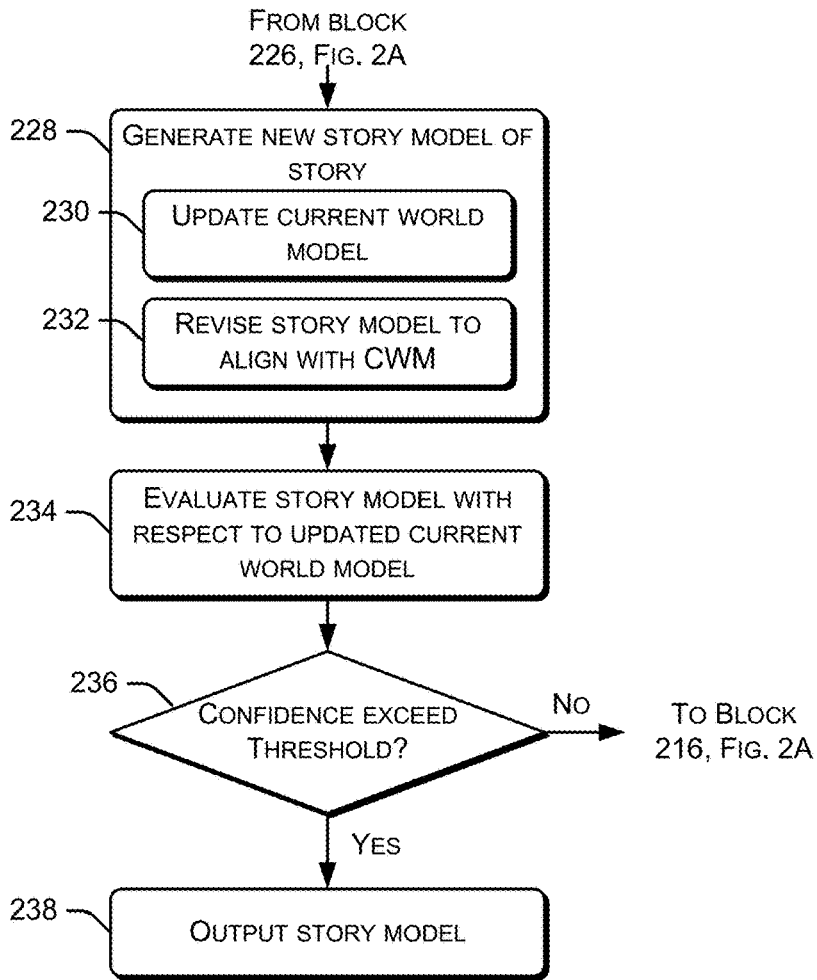 FROM BLOCK
226, FIG. 2A
228
GENERATE NEW STORY MODEL OF
STORY
230
UPDATE CURRENT WORLD
MODEL
232
REVISE STORY MODEL TO
ALIGN WITH CWM
234
EVALUATE STORY MODEL WITH
RESPECT TO UPDATED CURRENT
WORLD MODEL
236
CONFIDENCE EXCEED
THRESHOLD?
NO
TO BLOCK
216, FIG. 2A
YES
238
OUTPUT STORY MODEL